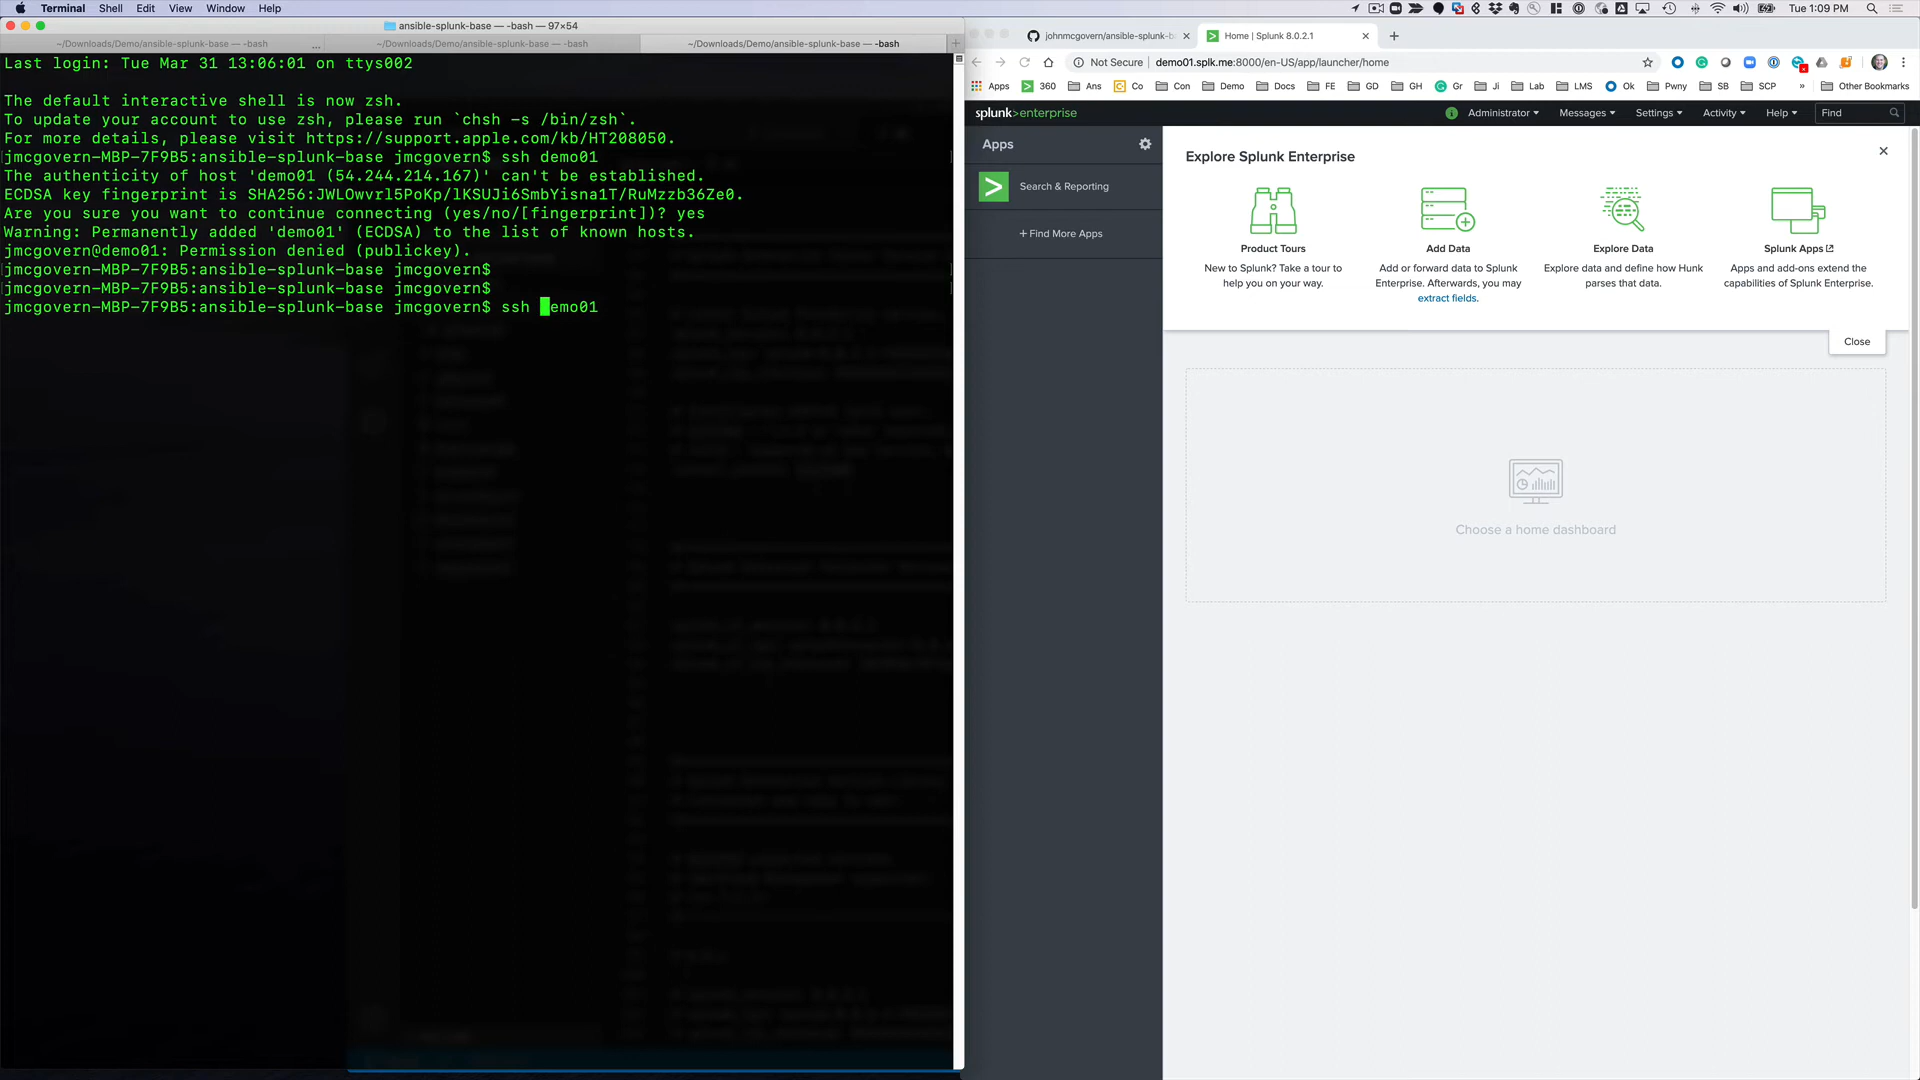 Terminal Shell Edit View Window Help
Tue 1:09 PM
ansible-splunk-base — -bash — 97×54
~/Downloads/Demo/ansible-splunk-base — -bash
...
~/Downloads/Demo/ansible-splunk-base — -bash
~/Downloads/Demo/ansible-splunk-base — -bash
Last login: Tue Mar 31 13:06:01 on ttys002
The default interactive shell is now zsh.
To update your account to use zsh, please run `chsh -s /bin/zsh`.
For more details, please visit https://support.apple.com/kb/HT208050.
jmcgovern-MBP-7F9B5:ansible-splunk-base jmcgovern$ ssh demo01
The authenticity of host 'demo01 (54.244.214.167)' can't be established.
ECDSA key fingerprint is SHA256:JWLOwvrl5PoKp/lKSUJi6SmbYisna1T/RuMzzb36Ze0.
Are you sure you want to continue connecting (yes/no/[fingerprint])? yes
Warning: Permanently added 'demo01' (ECDSA) to the list of known hosts.
jmcgovern@demo01: Permission denied (publickey).
jmcgovern-MBP-7F9B5:ansible-splunk-base jmcgovern$
jmcgovern-MBP-7F9B5:ansible-splunk-base jmcgovern$
jmcgovern-MBP-7F9B5:ansible-splunk-base jmcgovern$ ssh demo01
johnmcgovern/ansible-splunk-b
Home | Splunk 8.0.2.1
Not Secure | demo01.splk.me:8000/en-US/app/launcher/home
Apps 360 Ans Co Con Demo Docs FE GD GH Gr Ji Lab LMS Ok Pwny SB SCP » Other Bookmarks
splunk>enterprise
Administrator Messages Settings Activity Help Find
Apps
Search & Reporting
+ Find More Apps
Explore Splunk Enterprise
Product Tours
New to Splunk? Take a tour to
help you on your way.
Add Data
Add or forward data to Splunk
Enterprise. Afterwards, you may
extract fields.
Explore Data
Explore data and define how Hunk
parses that data.
Splunk Apps
Apps and add-ons extend the
capabilities of Splunk Enterprise.
Close
Choose a home dashboard